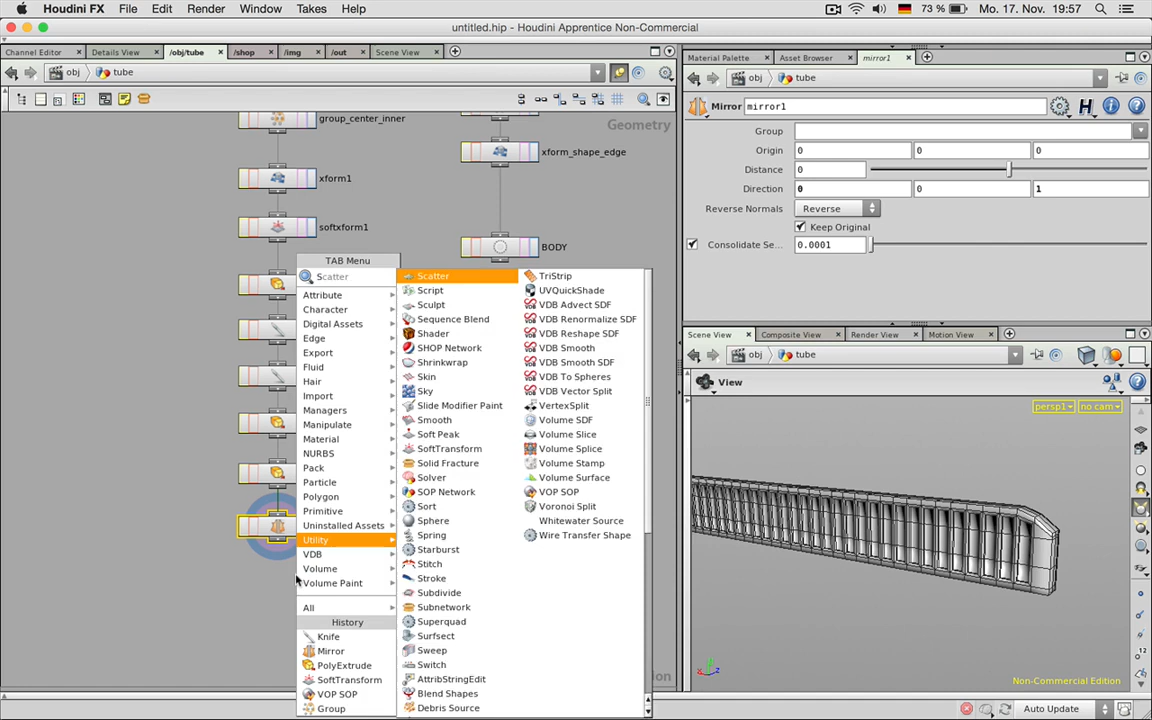 Houdini FX File Edit Render Window Takes Help 73 % Mo. 17. Nov. 19:57
untitled.hip - Houdini Apprentice Non-Commercial
Channel Editor Details View /obj/tube /shop /img /out Scene View
obj tube
group_center_inner
xform1
softxform1
Geometry
xform_shape_edge
BODY
TAB Menu
Scatter
Attribute
Character
Digital Assets
Edge
Export
Fluid
Hair
Import
Managers
Manipulate
Material
NURBS
Pack
Particle
Polygon
Primitive
Uninstalled Assets
Utility
VDB
Volume
Volume Paint
All
History
Knife
Mirror
PolyExtrude
SoftTransform
VOP SOP
Group
Scatter
Script
Sculpt
Sequence Blend
Shader
SHOP Network
Shrinkwrap
Skin
Sky
Slide Modifier Paint
Smooth
Soft Peak
SoftTransform
Solid Fracture
Solver
SOP Network
Sort
Sphere
Spring
Starburst
Stitch
Stroke
Subdivide
Subnetwork
Superquad
Surfsect
Sweep
Switch
AttribStringEdit
Blend Shapes
Debris Source
TriStrip
UVQuickShade
VDB Advect SDF
VDB Renormalize SDF
VDB Reshape SDF
VDB Smooth
VDB Smooth SDF
VDB To Spheres
VDB Vector Split
VertexSplit
Volume SDF
Volume Slice
Volume Splice
Volume Stamp
Volume Surface
VOP SOP
Voronoi Split
Whitewater Source
Wire Transfer Shape
Material Palette Asset Browser mirror1
obj tube
Mirror mirror1
Group
Origin 0 0 0
Distance 0
Direction 0 0 1
Reverse Normals Reverse
Keep Original
Consolidate Se... 0.0001
Scene View Composite View Render View Motion View
obj tube
View
persp1 no cam
Non-Commercial Edition
Auto Update